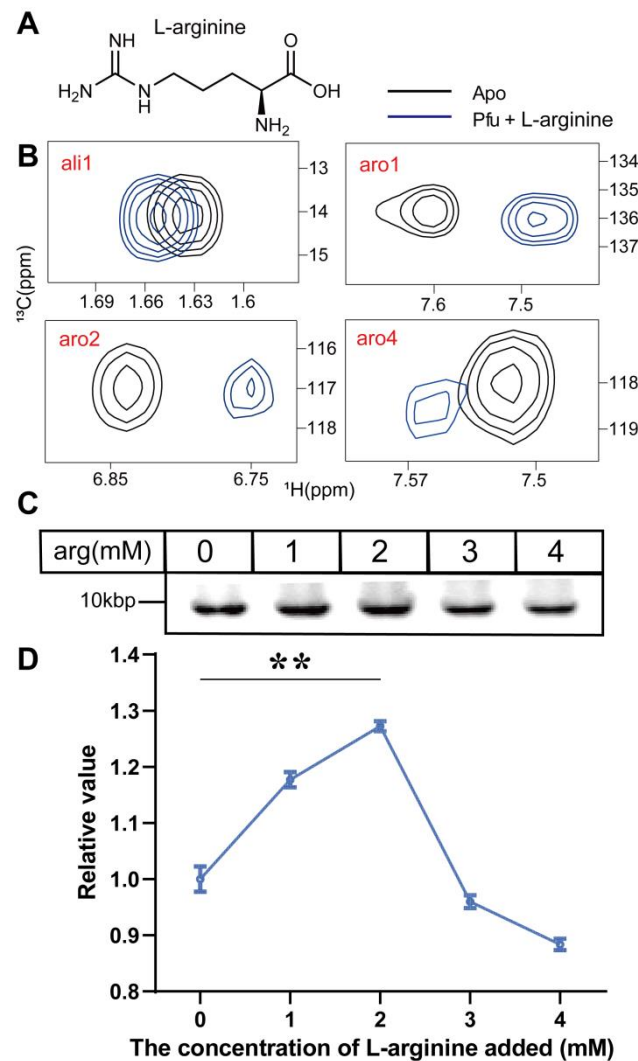 A
L-arginine
NH
O
H₂N
N
H
OH
NH₂
Apo
Pfu + L-arginine
B
ali1
13
14
15
1.69
1.66
1.63
1.6
aro1
134
135
136
137
7.6
7.5
¹³C(ppm)
aro2
116
117
118
6.85
6.75
aro4
118
119
7.57
7.5
¹H(ppm)
C
arg(mM) 0 1 2 3 4
10kbp
D
**
1.4
1.3
1.2
1.1
1.0
0.9
0.8
Relative value
0 1 2 3 4
The concentration of L-arginine added (mM)